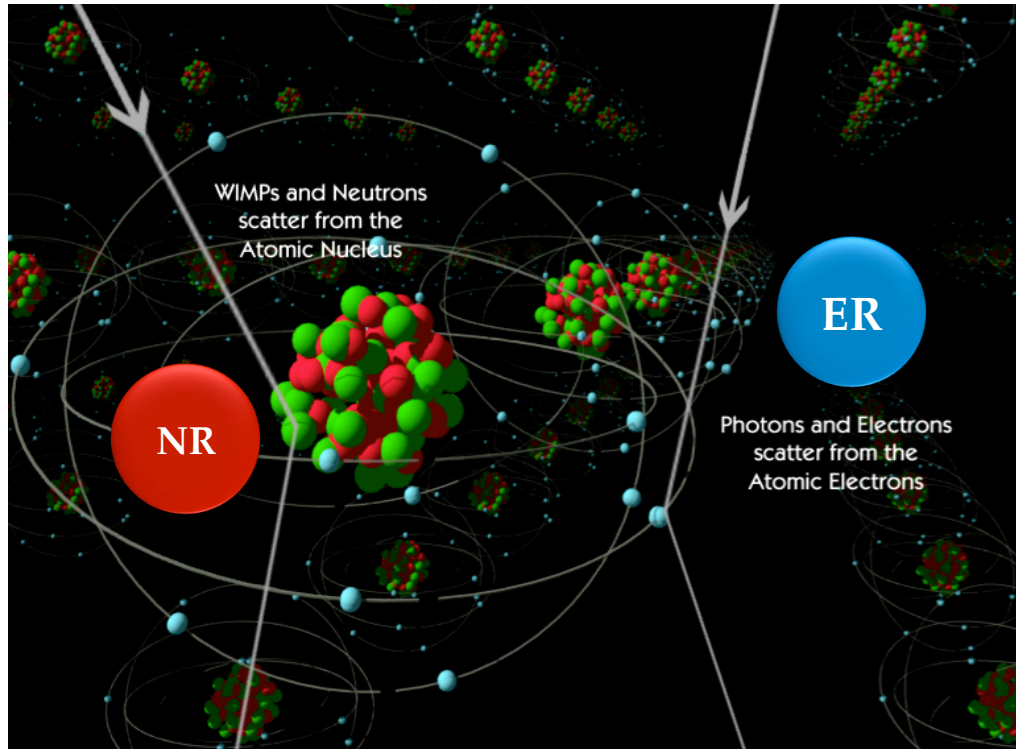 WIMPs and Neutrons
scatter from the
Atomic Nucleus
NR
ER
Photons and Electrons
scatter from the
Atomic Electrons